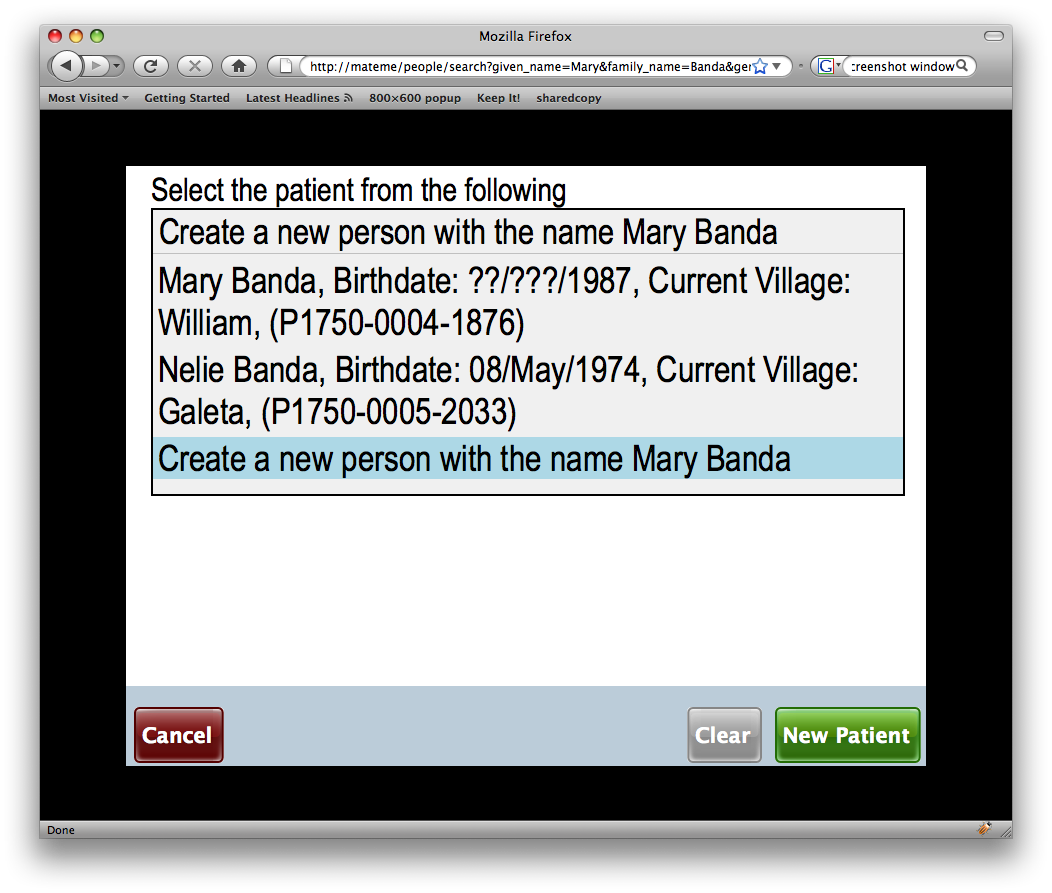 Mozilla Firefox
http://mateme/people/search?given_name=Mary&family_name=Banda&ger
G
creenshot window
Most Visited
Getting Started
Latest Headlines
800×600 popup
Keep It!
sharedcopy
Select the patient from the following
Create a new person with the name Mary Banda
Mary Banda, Birthdate: ??/???/1987, Current Village:
William, (P1750-0004-1876)
Nelie Banda, Birthdate: 08/May/1974, Current Village:
Galeta, (P1750-0005-2033)
Create a new person with the name Mary Banda
Cancel
Clear
New Patient
Done